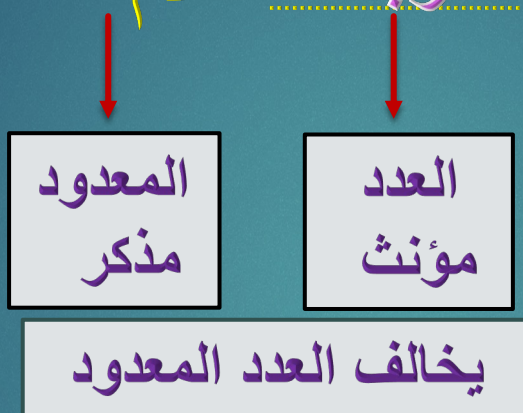 العدد
مؤنث
المعدود
مذكر
يخالف العدد المعدود